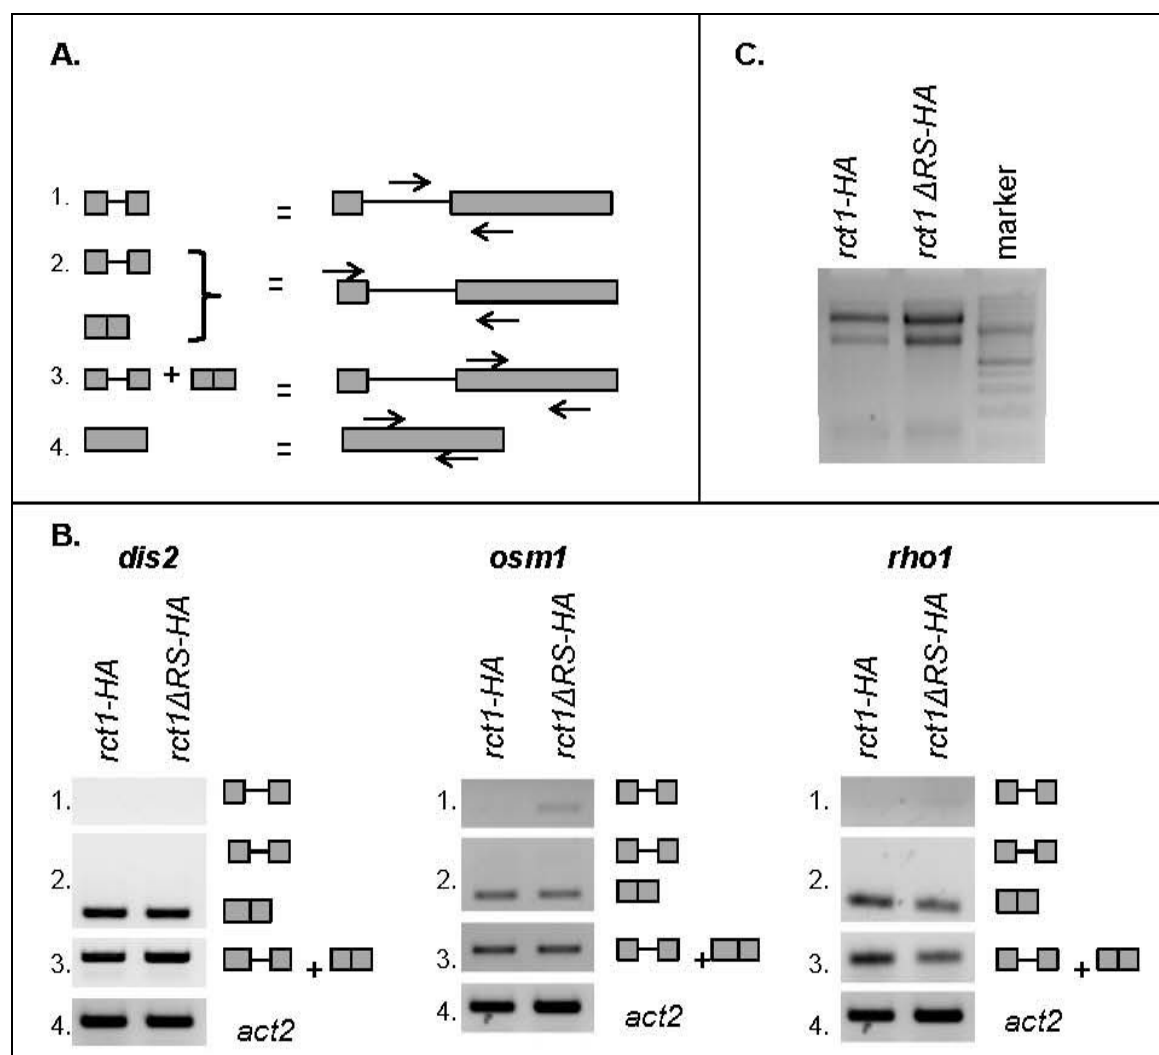 A.
1. =
2. =
3. + =
4. =
C.
rct1-HA
rct1 ΔRS-HA
marker
B.
dis2
rct1-HA
rct1ΔRS-HA
1.
2.
3. +
4. act2
osm1
rct1-HA
rct1ΔRS-HA
1.
2.
3. +
4. act2
rho1
rct1-HA
rct1ΔRS-HA
1.
2.
3. +
4. act2